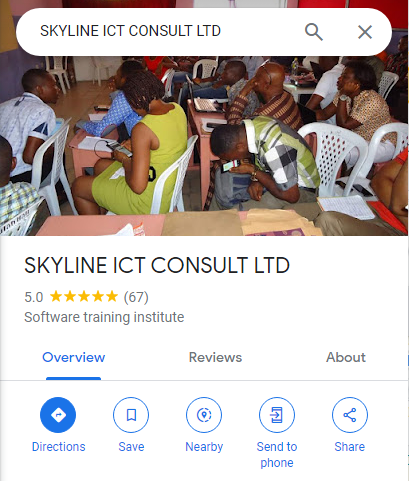 SKYLINE ICT CONSULT LTD
SKYLINE ICT CONSULT LTD
5.0 ★★★★★ (67)
Software training institute
Overview Reviews About
Directions Save Nearby Send to phone Share